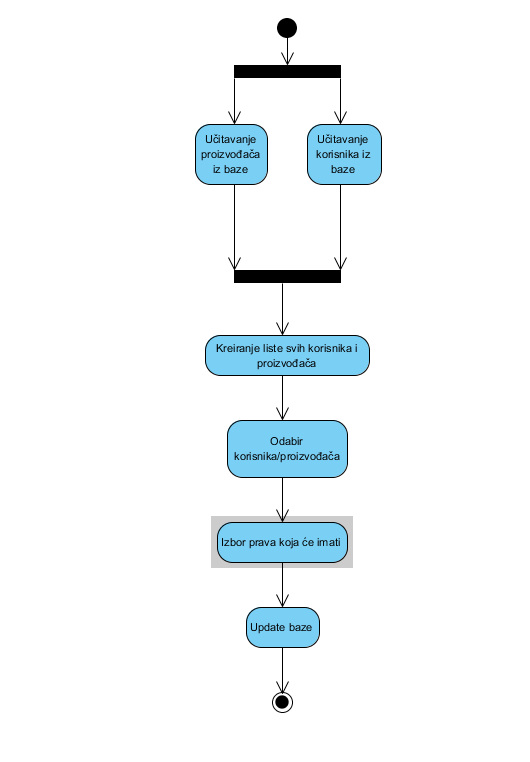 Učitavanje
proizvođača
iz baze
Učitavanje
korisnika iz
baze
Kreiranje liste svih korisnika i
proizvođača
Odabir
korisnika/proizvođača
Izbor prava koja će imati
Update baze